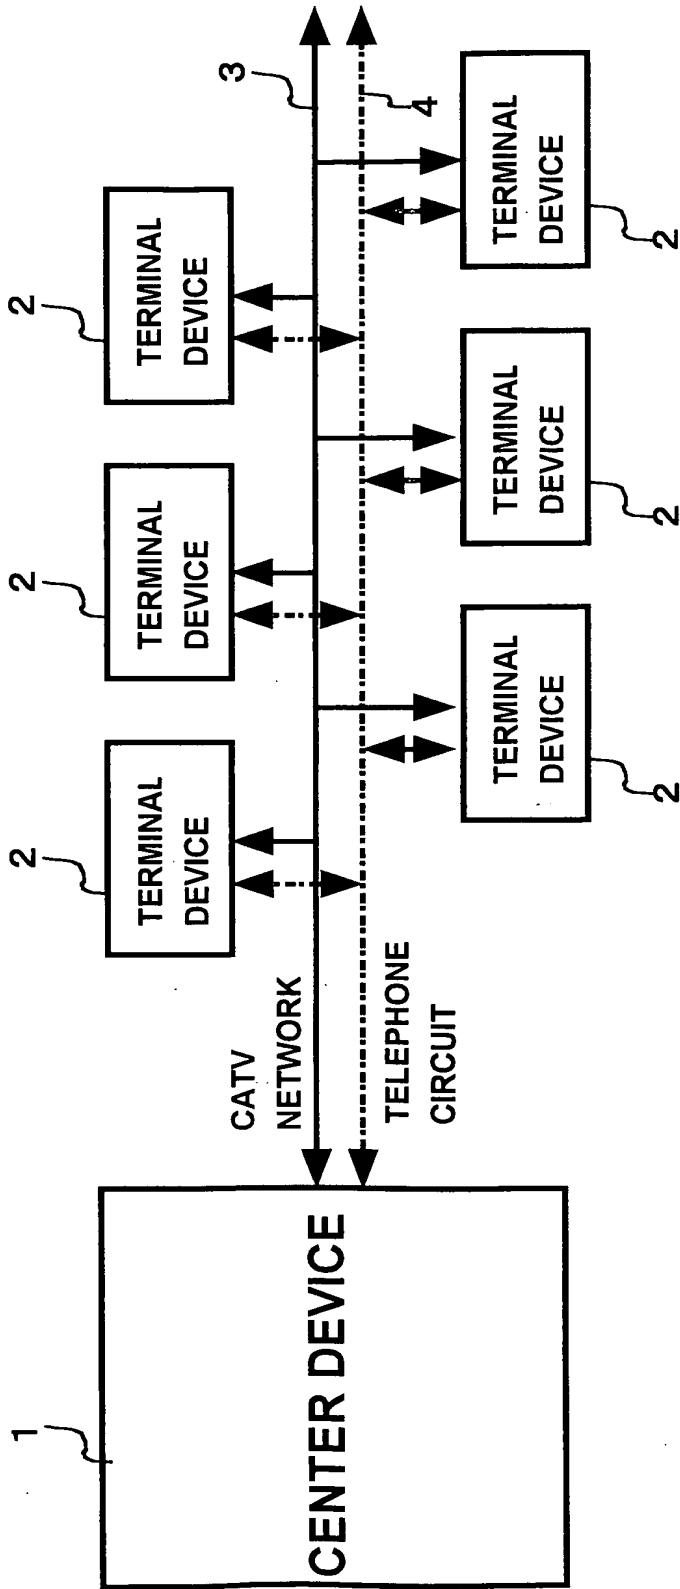 1
2
2
2
TERMINAL
DEVICE
TERMINAL
DEVICE
TERMINAL
DEVICE
CATV
NETWORK
3
CENTER DEVICE
TELEPHONE
CIRCUIT
4
TERMINAL
DEVICE
TERMINAL
DEVICE
TERMINAL
DEVICE
2
2
2